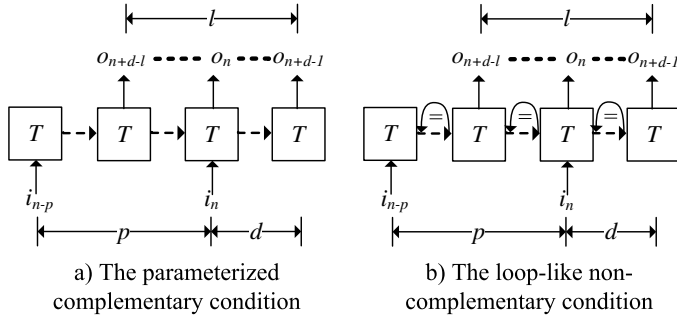 l l
o_{n+d-l} o_n o_{n+d-1} o_{n+d-l} o_n o_{n+d-1}
= = =
T T T T T T T T
i_{n-p} i_n i_{n-p} i_n
p d p d
a) The parameterized
complementary condition
b) The loop-like non-
complementary condition